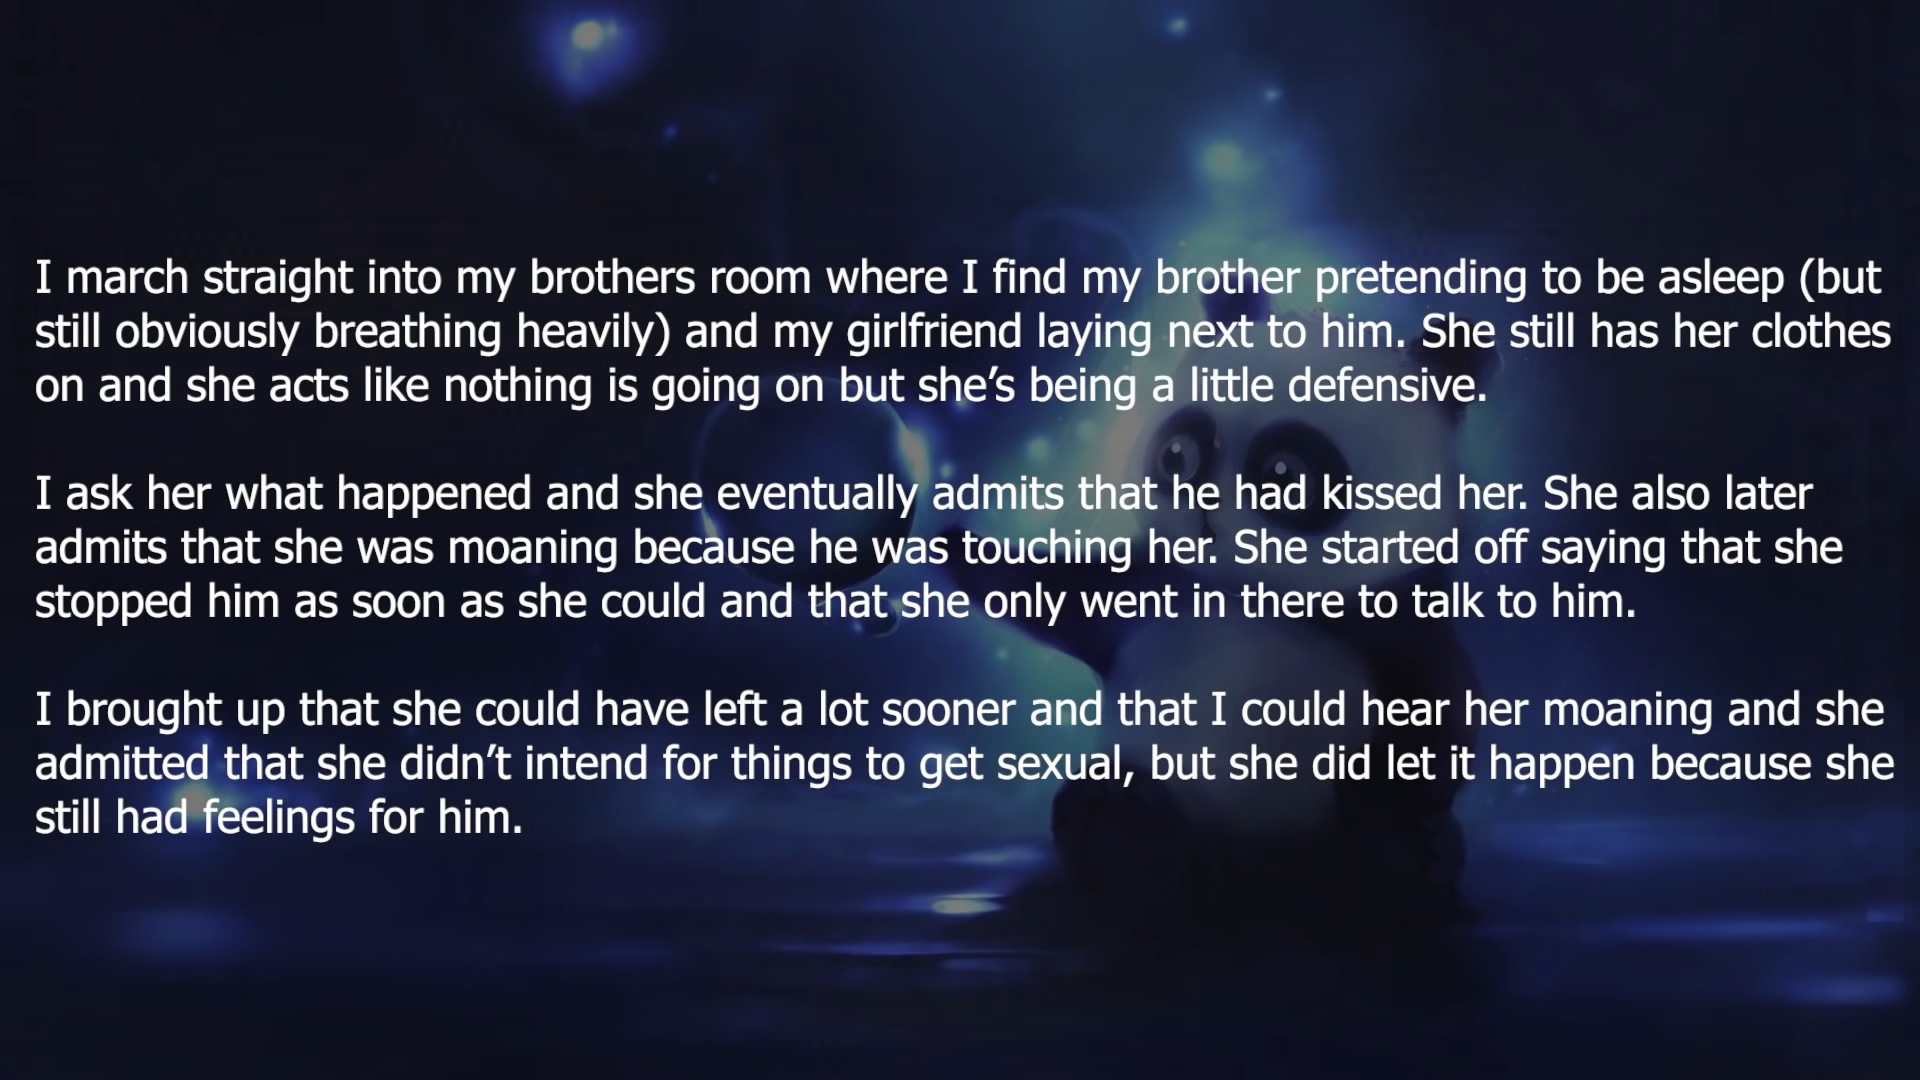 I march straight into my brothers room where I find my brother pretending to be asleep (but
still obviously breathing heavily) and my girlfriend laying next to him. She still has her clothes
on and she acts like nothing is going on but she’s being a little defensive.
I ask her what happened and she eventually admits that he had kissed her. She also later
admits that she was moaning because he was touching her. She started off saying that she
stopped him as soon as she could and that she only went in there to talk to him.
I brought up that she could have left a lot sooner and that I could hear her moaning and she
admitted that she didn’t intend for things to get sexual, but she did let it happen because she
still had feelings for him.